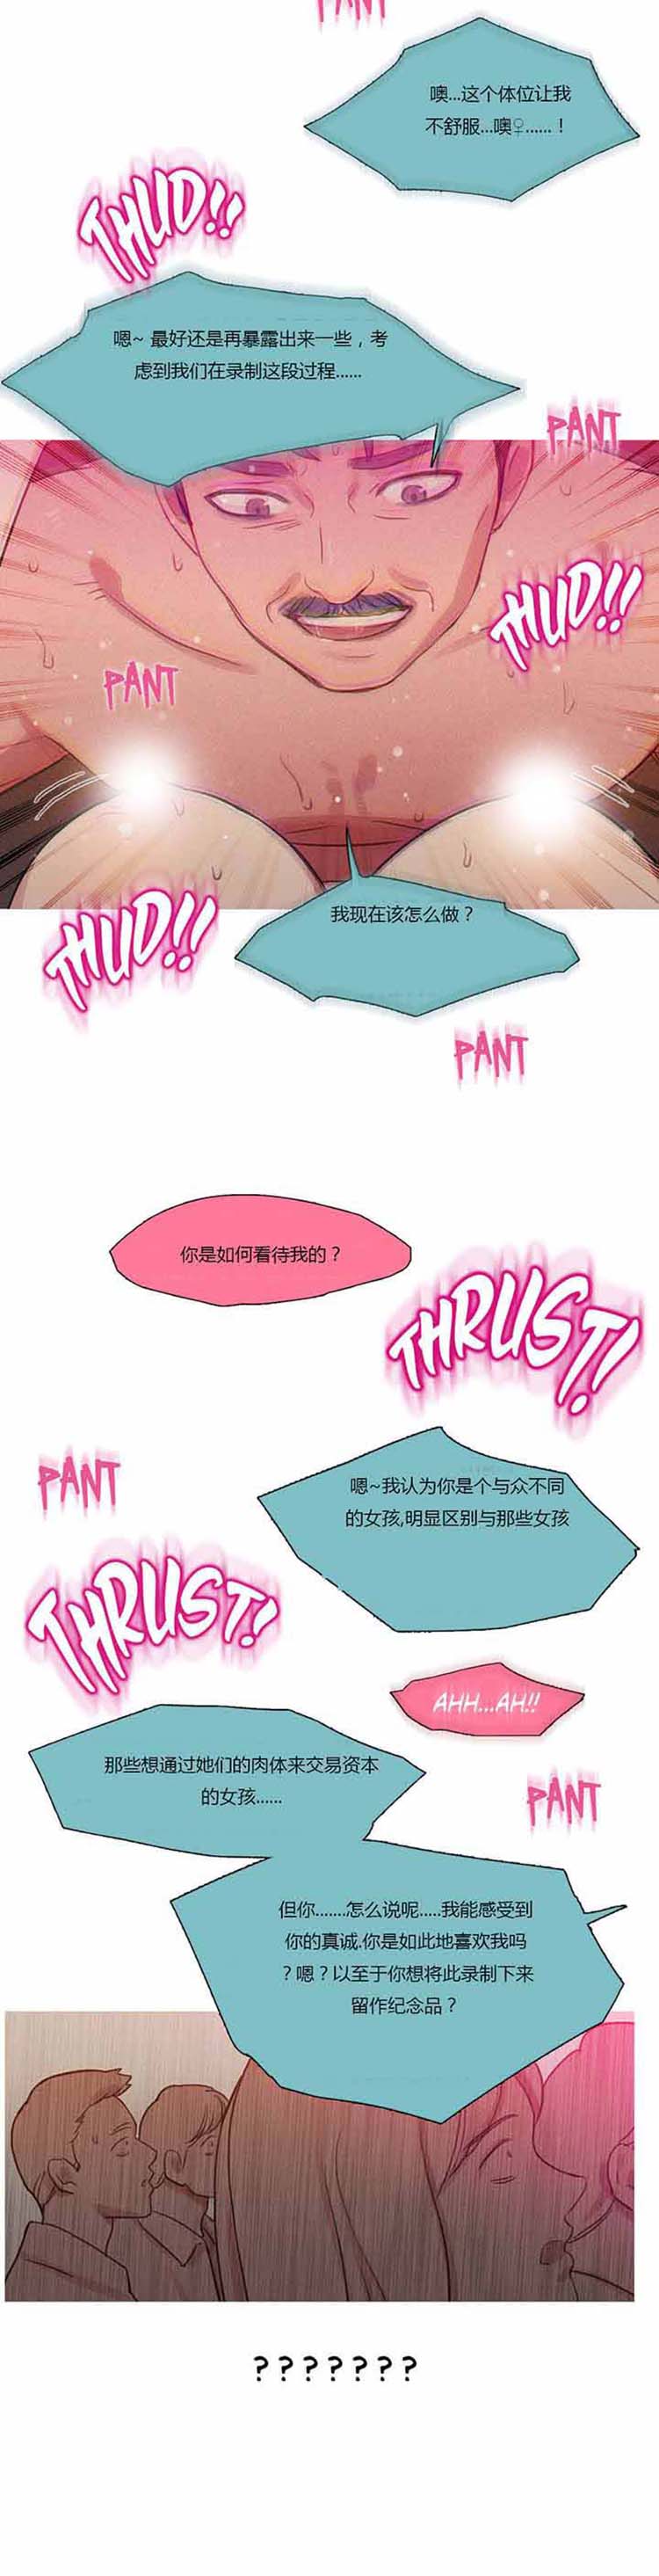 PANT
噢...这个体位让我
不舒服...噢♀......！
THUD!!
嗯~ 最好还是再暴露出来一些，考
虑到我们在录制这段过程......
PANT
THUD!!
PANT
THUD!!
我现在该怎么做？
PANT
你是如何看待我的？
THRUST!
PANT
嗯~我认为你是个与众不同
的女孩,明显区别与那些女孩
THRUST!
AHH...AH!!
那些想通过她们的肉体来交易资本
的女孩......
PANT
但你.......怎么说呢.....我能感受到
你的真诚.你是如此地喜欢我吗
？嗯？以至于你想将此录制下来
留作纪念品？
???????